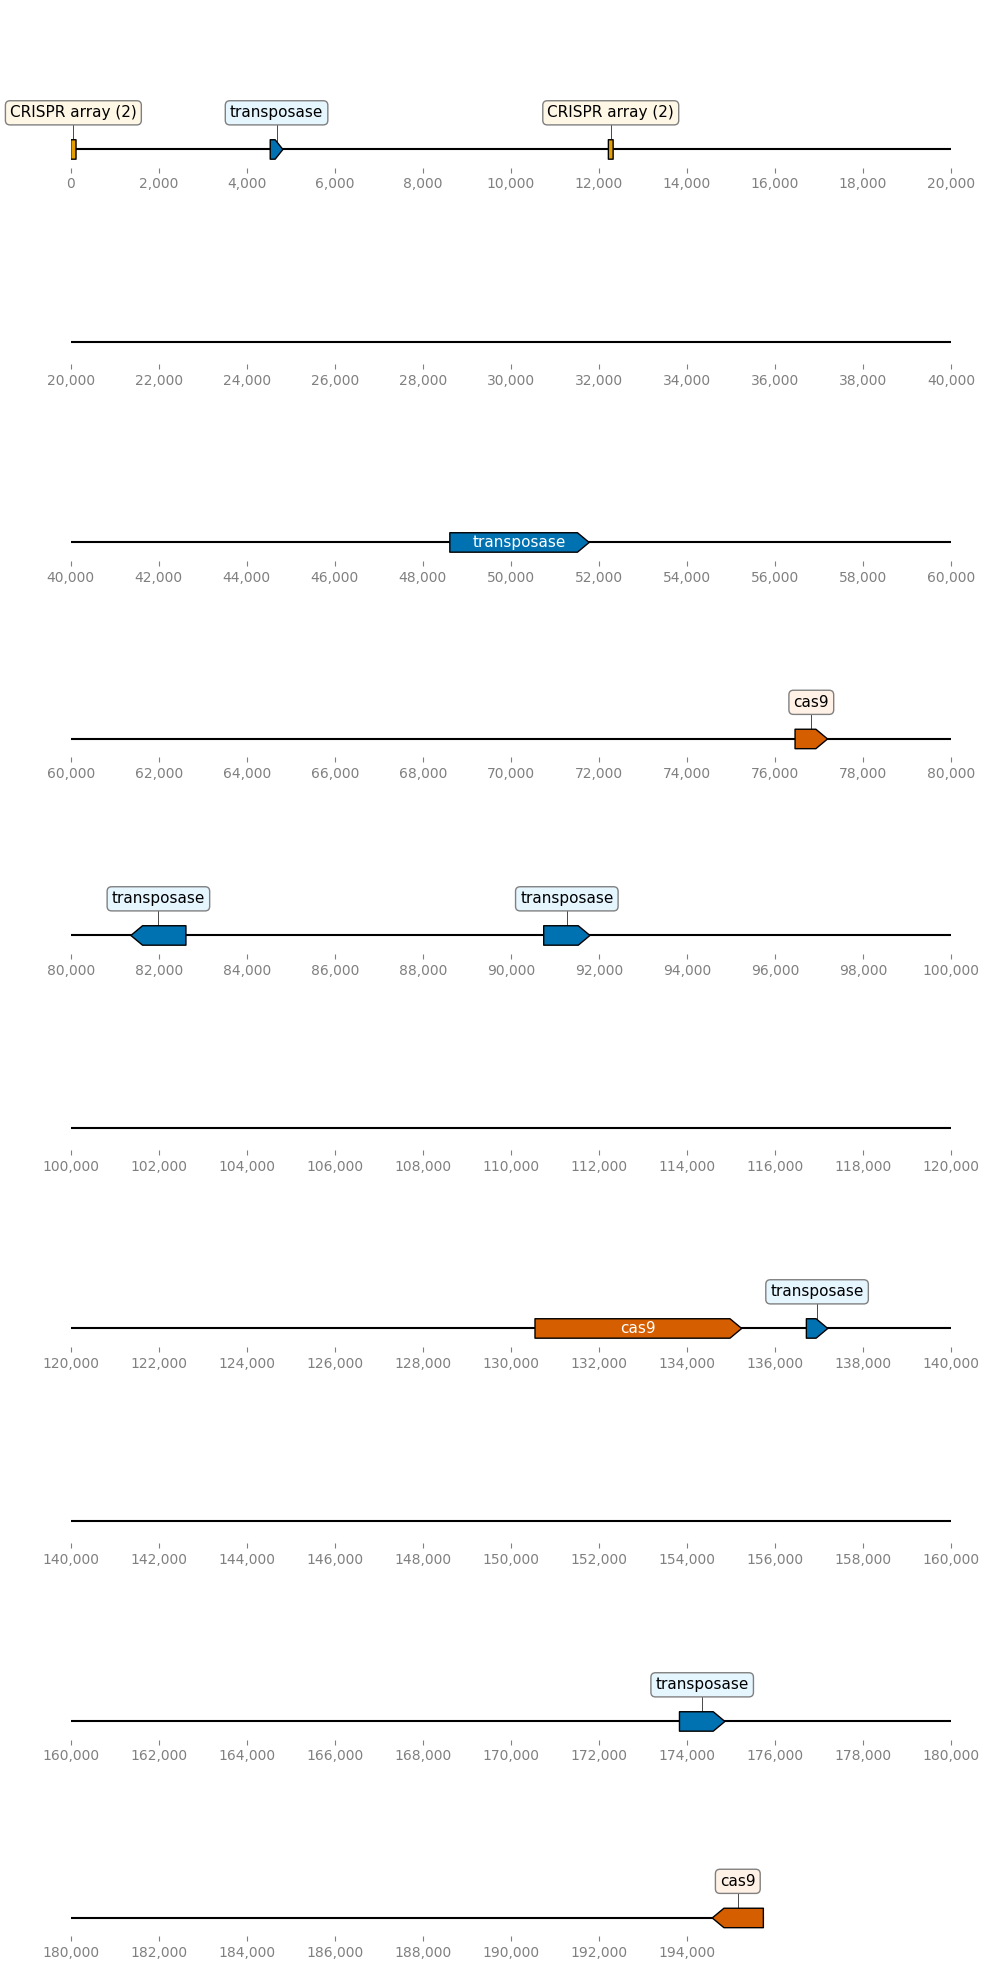 CRISPR array (2) transposase CRISPR array (2)
0 2,000 4,000 6,000 8,000 10,000 12,000 14,000 16,000 18,000 20,000
20,000 22,000 24,000 26,000 28,000 30,000 32,000 34,000 36,000 38,000 40,000
transposase
40,000 42,000 44,000 46,000 48,000 50,000 52,000 54,000 56,000 58,000 60,000
cas9
60,000 62,000 64,000 66,000 68,000 70,000 72,000 74,000 76,000 78,000 80,000
transposase transposase
80,000 82,000 84,000 86,000 88,000 90,000 92,000 94,000 96,000 98,000 100,000
100,000 102,000 104,000 106,000 108,000 110,000 112,000 114,000 116,000 118,000 120,000
transposase
cas9
120,000 122,000 124,000 126,000 128,000 130,000 132,000 134,000 136,000 138,000 140,000
140,000 142,000 144,000 146,000 148,000 150,000 152,000 154,000 156,000 158,000 160,000
transposase
160,000 162,000 164,000 166,000 168,000 170,000 172,000 174,000 176,000 178,000 180,000
cas9
180,000 182,000 184,000 186,000 188,000 190,000 192,000 194,000